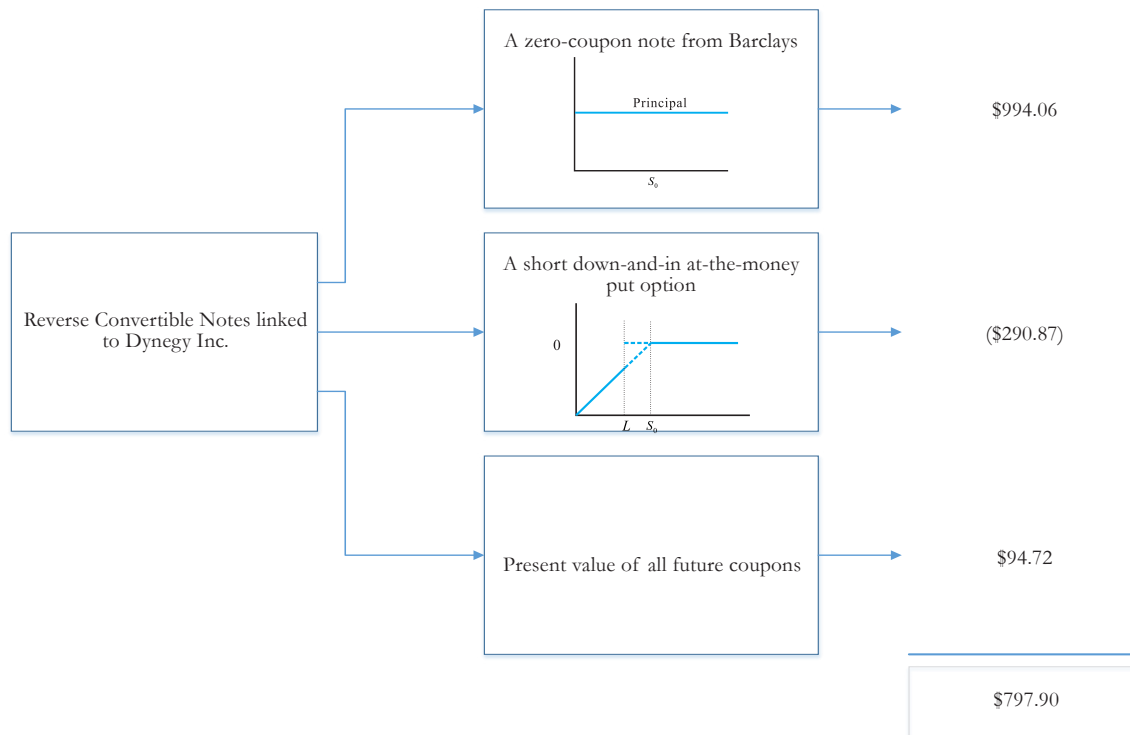 A zero-coupon note from Barclays
Principal
S₀
$994.06
Reverse Convertible Notes linked
to Dynegy Inc.
A short down-and-in at-the-money
put option
0
L S₀
($290.87)
Present value of all future coupons
$94.72
$797.90